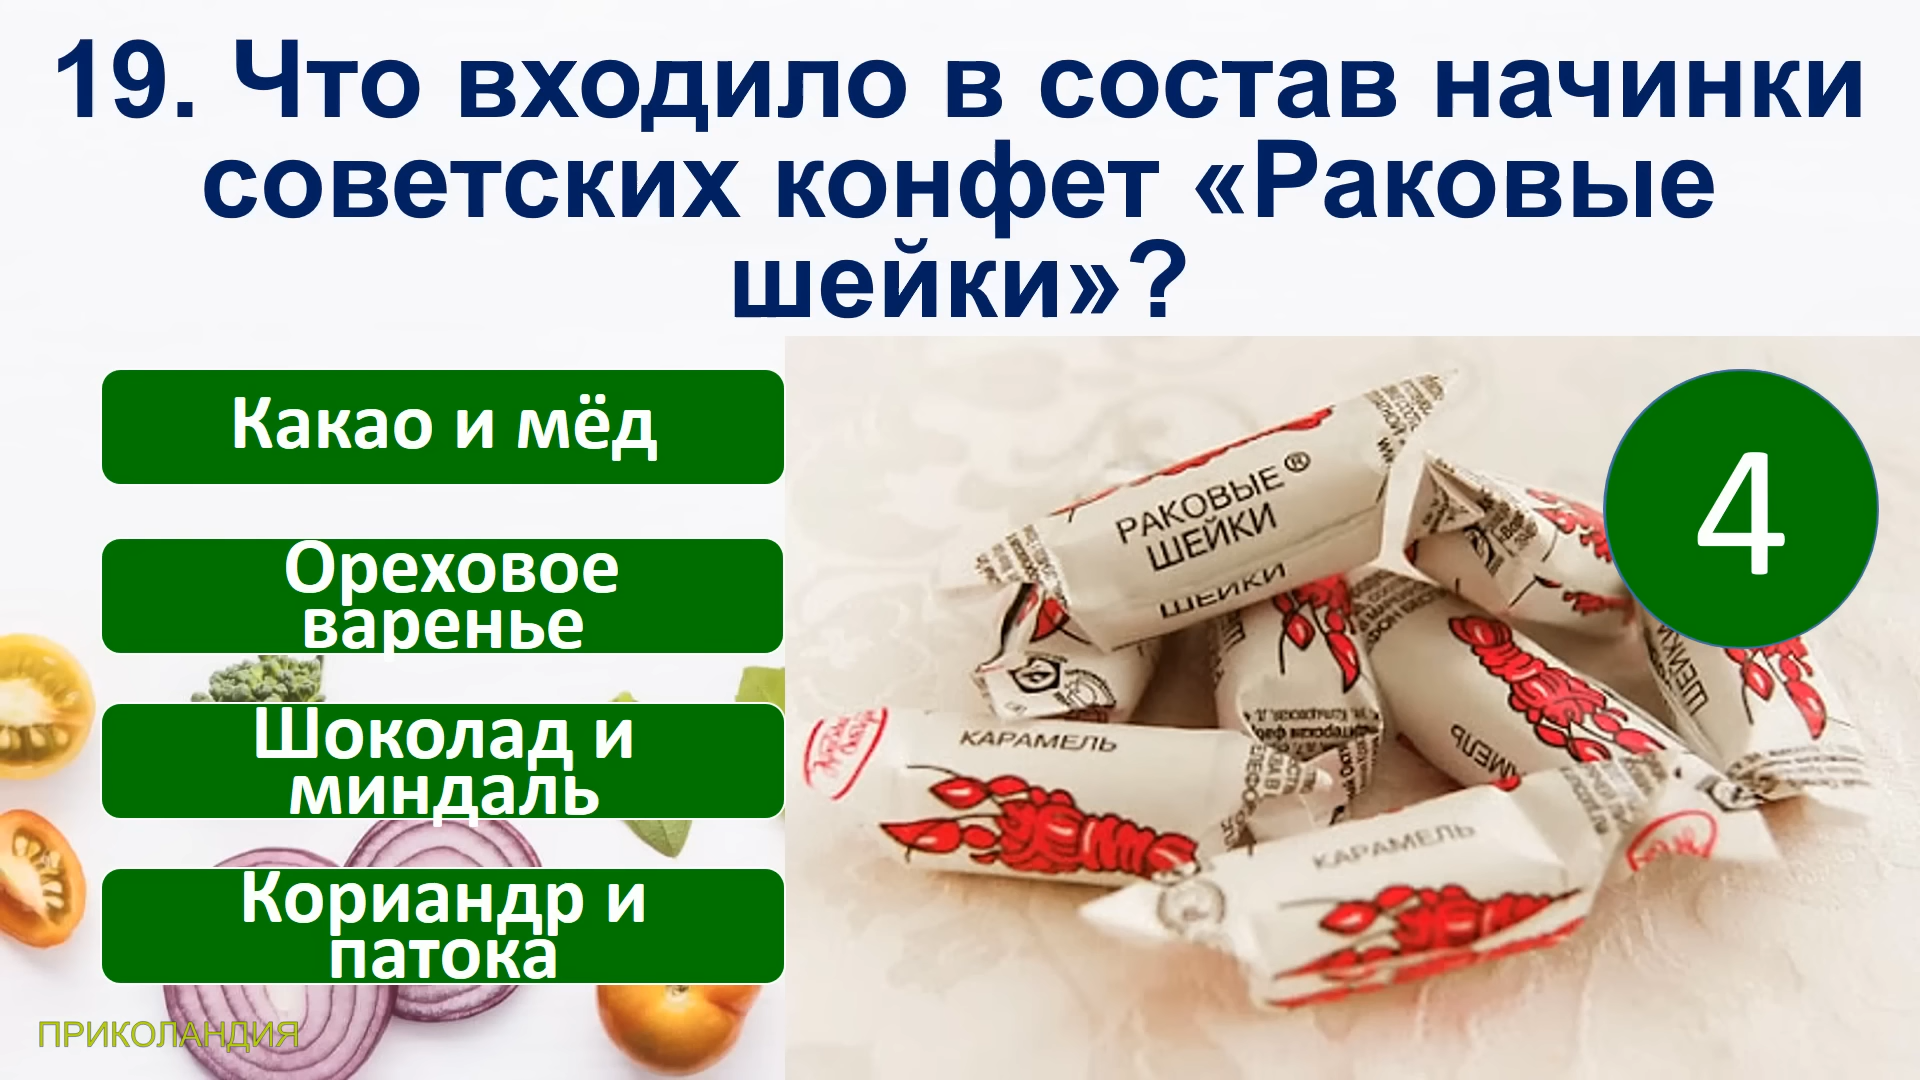 19. Что входило в состав начинки
советских конфет «Раковые
шейки»?
Какао и мёд
Ореховое
варенье
Шоколад и
миндаль
Кориандр и
патока
4
РАКОВЫЕ ®
ШЕЙКИ
ШЕЙКИ
КАРАМЕЛЬ
КАРАМЕЛЬ
ПРИКОЛАНДИЯ